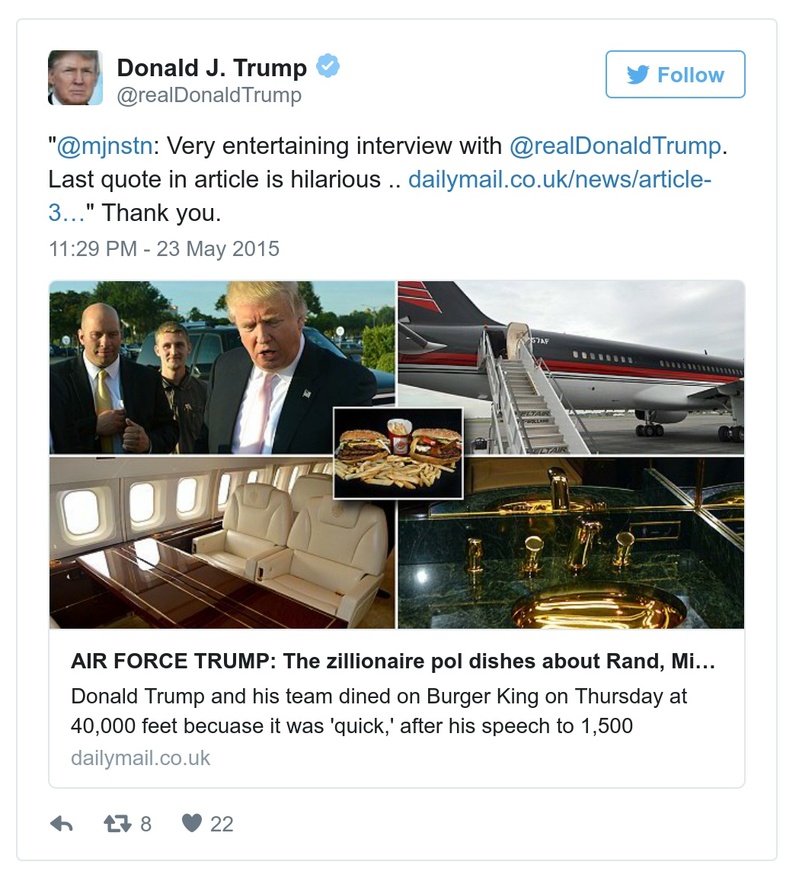 Donald J. Trump
Follow
@realDonaldTrump
"@mjnstn: Very entertaining interview with @realDonaldTrump.
Last quote in article is hilarious .. dailymail.co.uk/news/article-
3…" Thank you.
11:29 PM - 23 May 2015
AIR FORCE TRUMP: The zillionaire pol dishes about Rand, Mi…
Donald Trump and his team dined on Burger King on Thursday at
40,000 feet becuase it was 'quick,' after his speech to 1,500
dailymail.co.uk
8
22